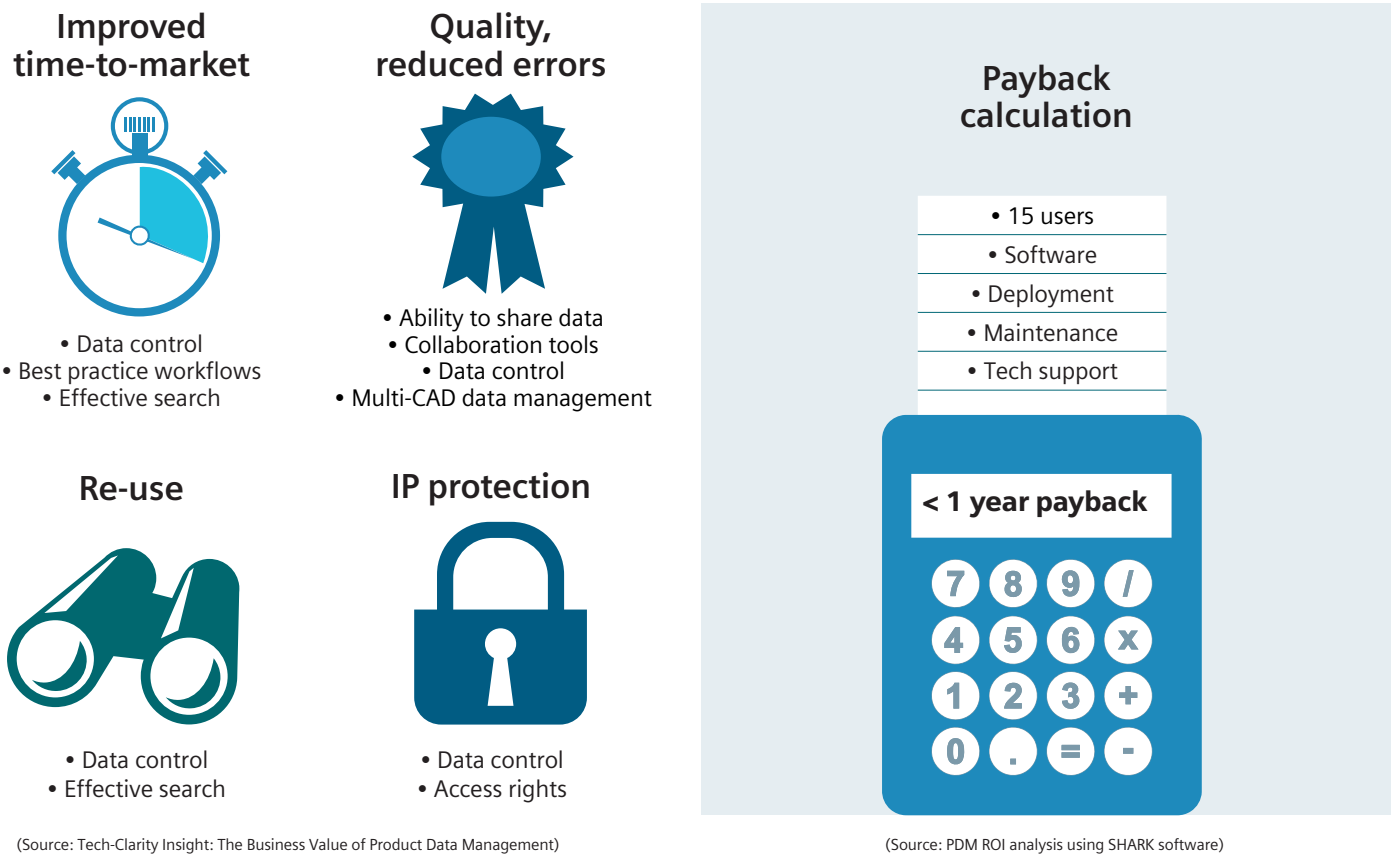 Improved
time-to-market
• Data control
• Best practice workflows
• Effective search
Quality,
reduced errors
• Ability to share data
• Collaboration tools
• Data control
• Multi-CAD data management
Re-use
• Data control
• Effective search
IP protection
• Data control
• Access rights
(Source: Tech-Clarity Insight: The Business Value of Product Data Management)
Payback
calculation
• 15 users
• Software
• Deployment
• Maintenance
• Tech support
< 1 year payback
7 8 9 /
4 5 6 x
1 2 3 +
0 . = -
(Source: PDM ROI analysis using SHARK software)